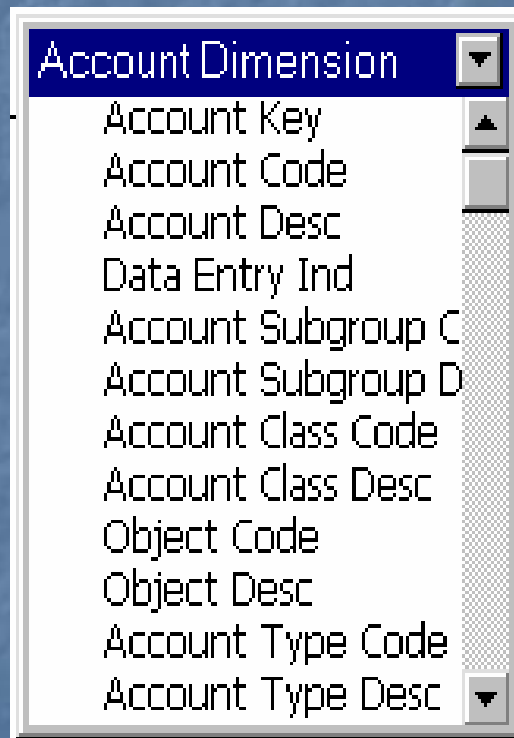 Account Dimension
Account Key
Account Code
Account Desc
Data Entry Ind
Account Subgroup C
Account Subgroup D
Account Class Code
Account Class Desc
Object Code
Object Desc
Account Type Code
Account Type Desc